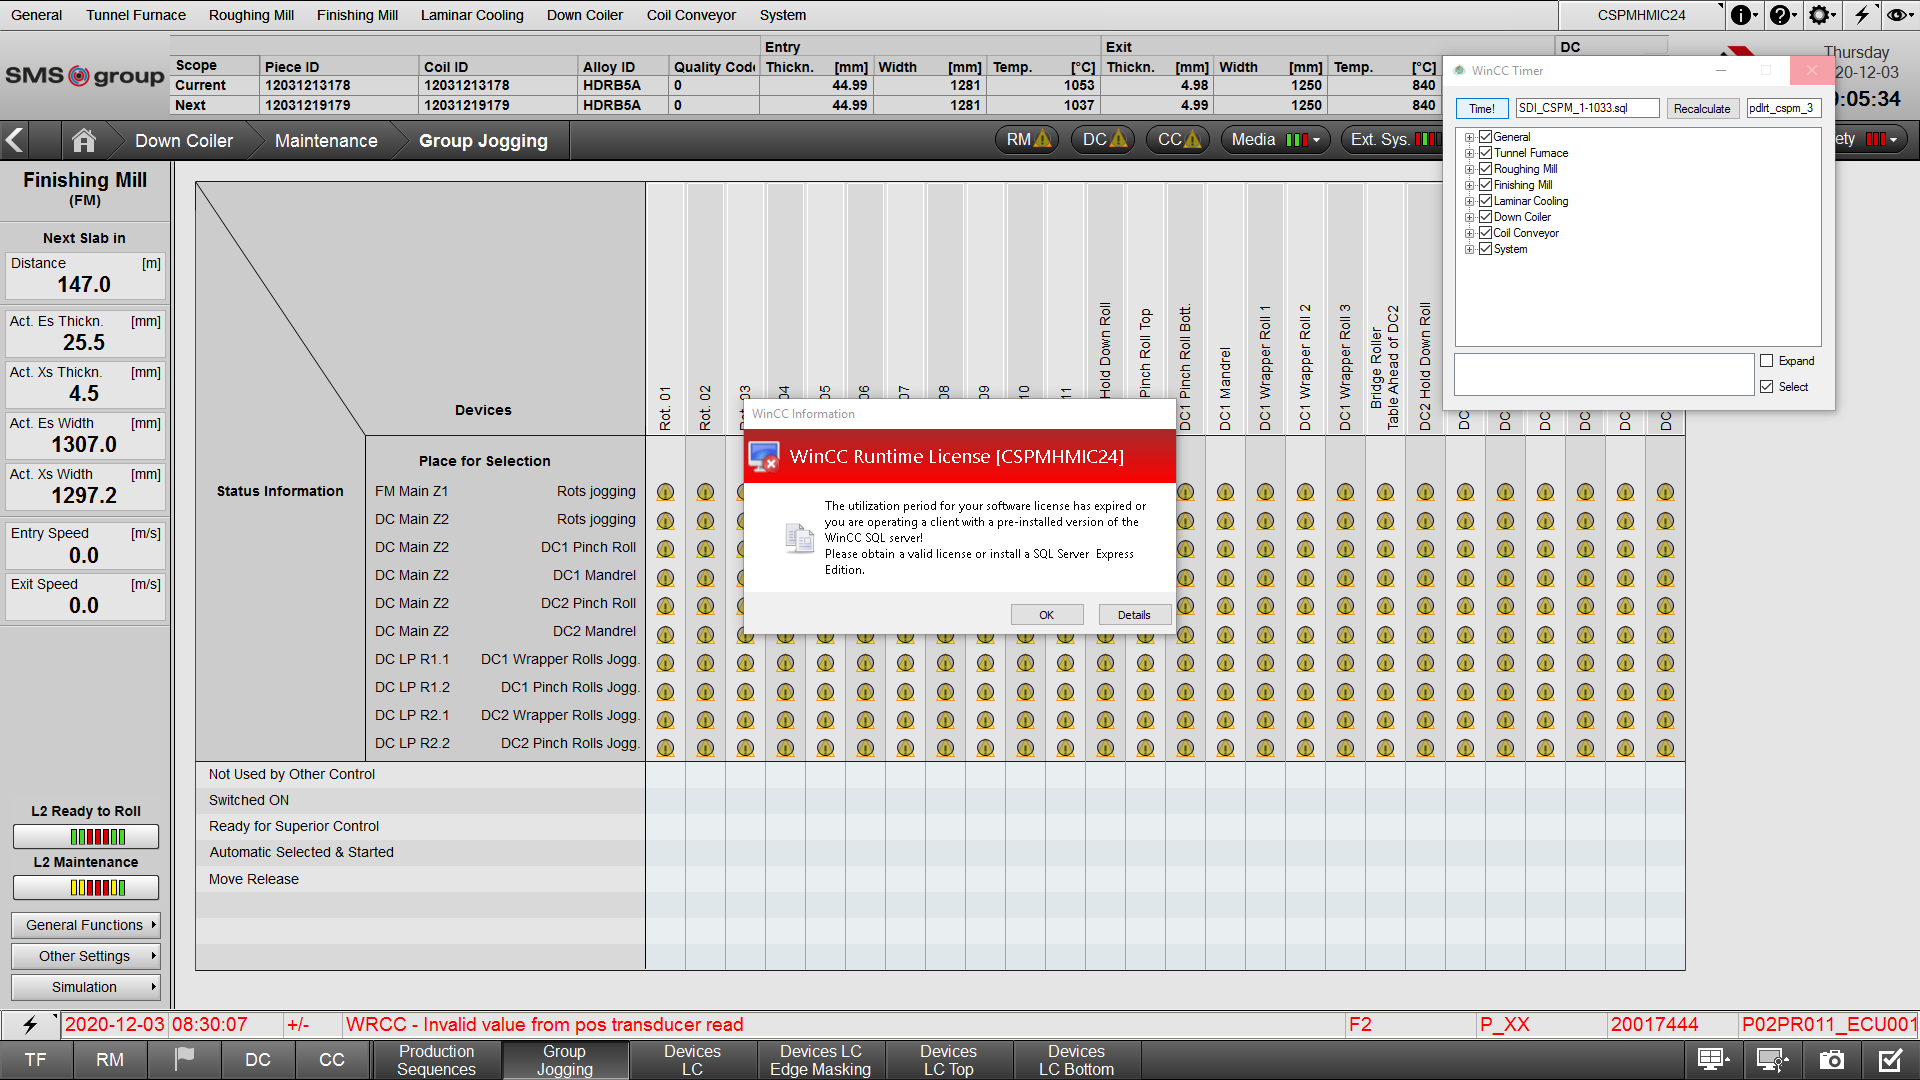 General Tunnel Furnace Roughing Mill Finishing Mill Laminar Cooling Down Coiler Coil Conveyor System CSPMHMIC24
SMS group
Entry Exit DC
Scope Piece ID Coil ID Alloy ID Quality Code Thickn. [mm] Width [mm] Temp. [°C] Thickn. [mm] Width [mm] Temp. [°C]
Current 12031213178 12031213178 HDRB5A 0 44.99 1281 1053 4.98 1250 840
Next 12031219179 12031219179 HDRB5A 0 44.99 1281 1037 4.99 1250 840
Thursday
20-12-03
:05:34
Down Coiler Maintenance Group Jogging RM DC CC Media Ext. Sys. ety
WinCC Timer
Time! SDI_CSPM_1-1033.sql Recalculate pdlrt_cspm_3
General
Tunnel Furnace
Roughing Mill
Finishing Mill
Laminar Cooling
Down Coiler
Coil Conveyor
System
Expand
Select
Finishing Mill
(FM)
Next Slab in
Distance [m]
147.0
Act. Es Thickn. [mm]
25.5
Act. Xs Thickn. [mm]
4.5
Act. Es Width [mm]
1307.0
Act. Xs Width [mm]
1297.2
Entry Speed [m/s]
0.0
Exit Speed [m/s]
0.0
L2 Ready to Roll
L2 Maintenance
General Functions
Other Settings
Simulation
Devices
Rot. 01
Rot. 02
Rot. 03
04
05
06
07
08
09
10
11
Hold Down Roll
Pinch Roll Top
DC1 Pinch Roll Bott.
DC1 Mandrel
DC1 Wrapper Roll 1
DC1 Wrapper Roll 2
DC1 Wrapper Roll 3
Bridge Roller
Table Ahead of DC2
DC2 Hold Down Roll
DC
DC
DC
DC
DC
DC
Place for Selection
Status Information
FM Main Z1 Rots jogging
DC Main Z2 Rots jogging
DC Main Z2 DC1 Pinch Roll
DC Main Z2 DC1 Mandrel
DC Main Z2 DC2 Pinch Roll
DC Main Z2 DC2 Mandrel
DC LP R1.1 DC1 Wrapper Rolls Jogg.
DC LP R1.2 DC1 Pinch Rolls Jogg.
DC LP R2.1 DC2 Wrapper Rolls Jogg.
DC LP R2.2 DC2 Pinch Rolls Jogg.
Not Used by Other Control
Switched ON
Ready for Superior Control
Automatic Selected & Started
Move Release
WinCC Information
WinCC Runtime License [CSPMHMIC24]
The utilization period for your software license has expired or
you are operating a client with a pre-installed version of the
WinCC SQL server!
Please obtain a valid license or install a SQL Server Express
Edition.
OK Details
2020-12-03 08:30:07 +/- WRCC - Invalid value from pos transducer read F2 P_XX 20017444 P02PR011_ECU001
TF RM DC CC
Production
Sequences
Group
Jogging
Devices
LC
Devices LC
Edge Masking
Devices
LC Top
Devices
LC Bottom